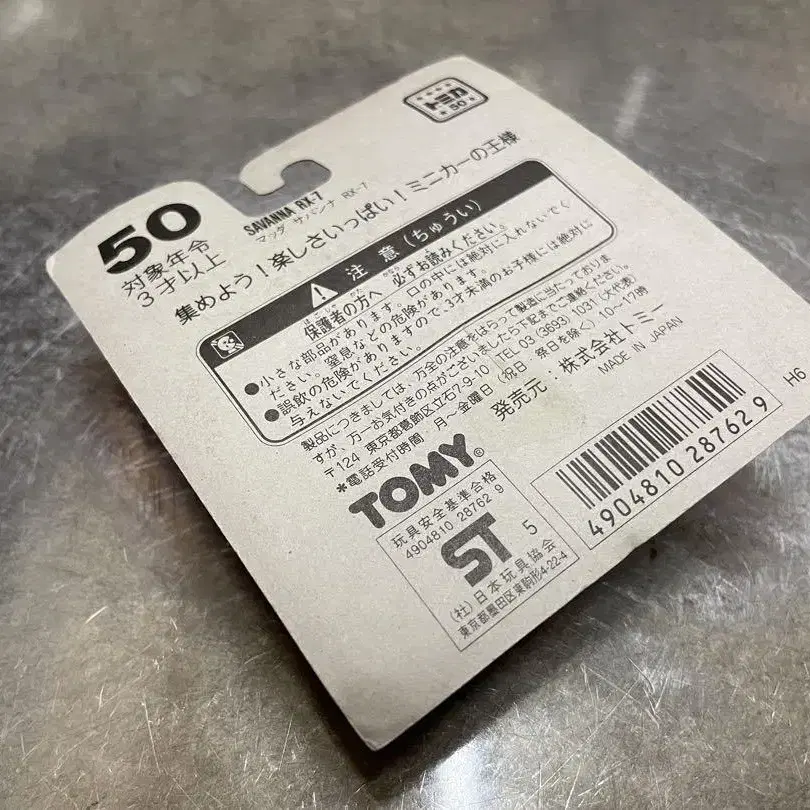 トミカ
50
50
SAVANNA RX-7
マツダ サバンナ RX-7
対象年令
3才以上
集めよう!楽しさいっぱい!ミニカーの王様
注意(ちゅうい)
ほごしゃ かた かなら よ
保護者の方へ 必ずお読みください。
●小さな部品があります。口の中には絶対に入れないでく
ださい。窒息などの危険があります。
●誤飲の危険がありますので、3才未満のお子様には絶対に
与えないでください。
製品につきましては、万全の注意をはらって製造に当たっておりま
すが、万一お気付きの点がございましたら下記までご連絡ください。
〒124 東京都葛飾区立石7-9-10 TEL 03(3693)1031(大代表)
*電話受付時間 月〜金曜日(祝祭日を除く)10〜17時
発売元:株式会社トミー
MADE IN JAPAN
H6
TOMY®
玩具安全基準合格
4904810 28762 9
ST 5
(社)日本玩具協会
東京都墨田区東駒形4-22-4
4904810 287629